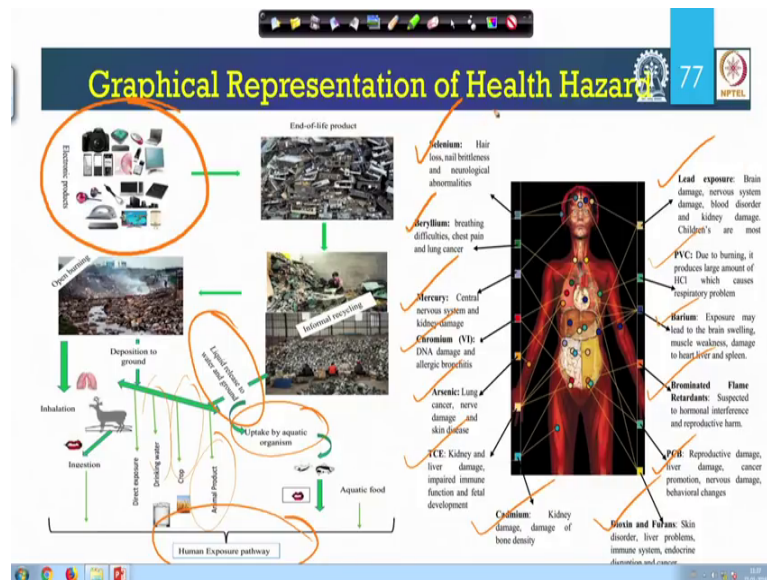 Graphical Representation of Health Hazard
77
NPTEL
Electronic products
End-of-life product
Open burning
Informal recycling
Deposition to
ground
Liquid release to
water and ground
Inhalation
Uptake by aquatic
organism
Ingestion
Direct exposure
Drinking water
Crop
Animal Product
Aquatic food
Human Exposure pathway
Selenium: Hair
loss, nail brittleness
and neurological
abnormalities
Beryllium: breathing
difficulties, chest pain
and lung cancer
Mercury: Central
nervous system and
kidney damage
Chromium (VI):
DNA damage and
allergic bronchitis
Arsenic: Lung
cancer, nerve
damage and
skin disease
TCE: Kidney and
liver damage,
impaired immune
function and fetal
development
Cadmium: Kidney
damage, damage of
bone density
Lead exposure: Brain
damage, nervous system
damage, blood disorder
and kidney damage.
Children's are most
PVC: Due to burning, it
produces large amount of
HCl which causes
respiratory problem
Barium: Exposure may
lead to the brain swelling,
muscle weakness, damage
to heart liver and spleen.
Brominated Flame
Retardants: Suspected
to hormonal interference
and reproductive harm.
PCB: Reproductive damage,
liver damage, cancer
promotion, nervous damage,
behavioral changes
Dioxin and Furans: Skin
disorder, liver problems,
immune system, endocrine
disruption and cancer